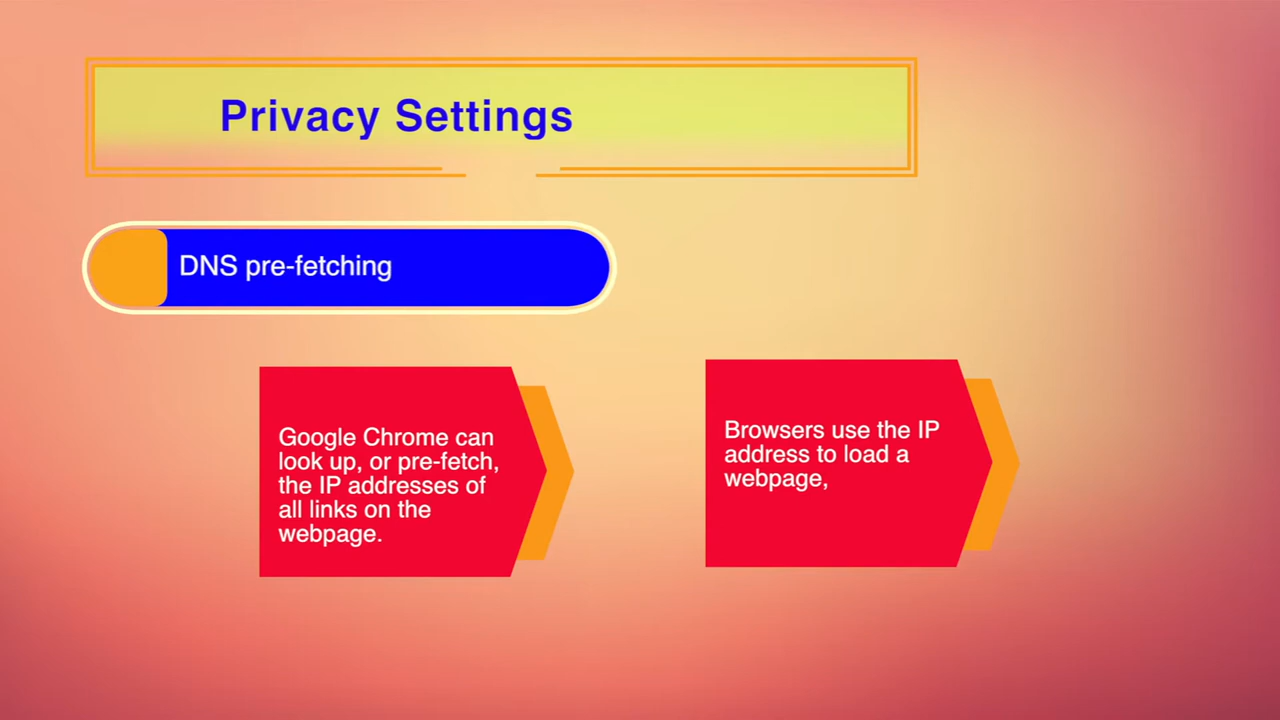 Privacy Settings
DNS pre-fetching
Google Chrome can
look up, or pre-fetch,
the IP addresses of
all links on the
webpage.
Browsers use the IP
address to load a
webpage,